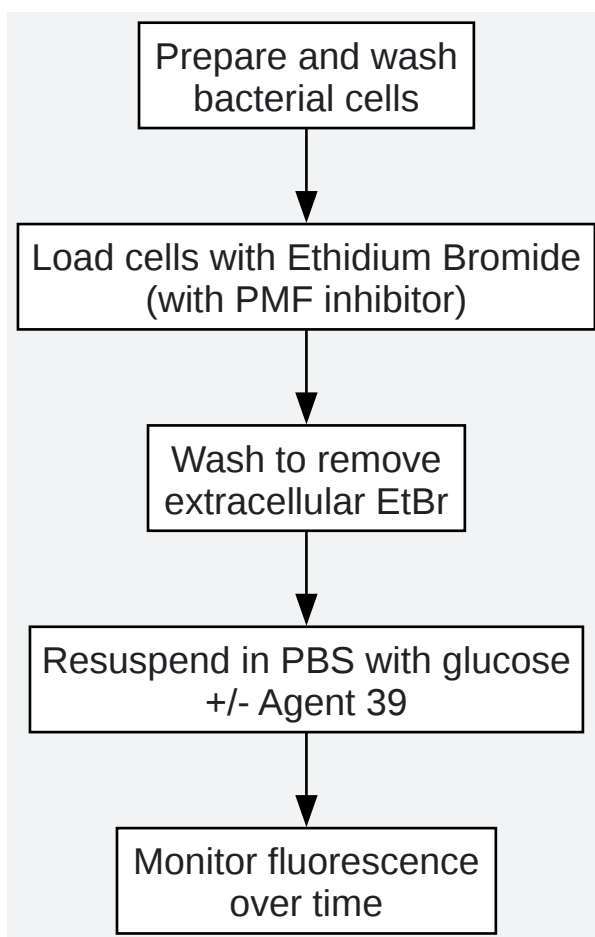 Prepare and wash
bacterial cells
Load cells with Ethidium Bromide
(with PMF inhibitor)
Wash to remove
extracellular EtBr
Resuspend in PBS with glucose
+/- Agent 39
Monitor fluorescence
over time